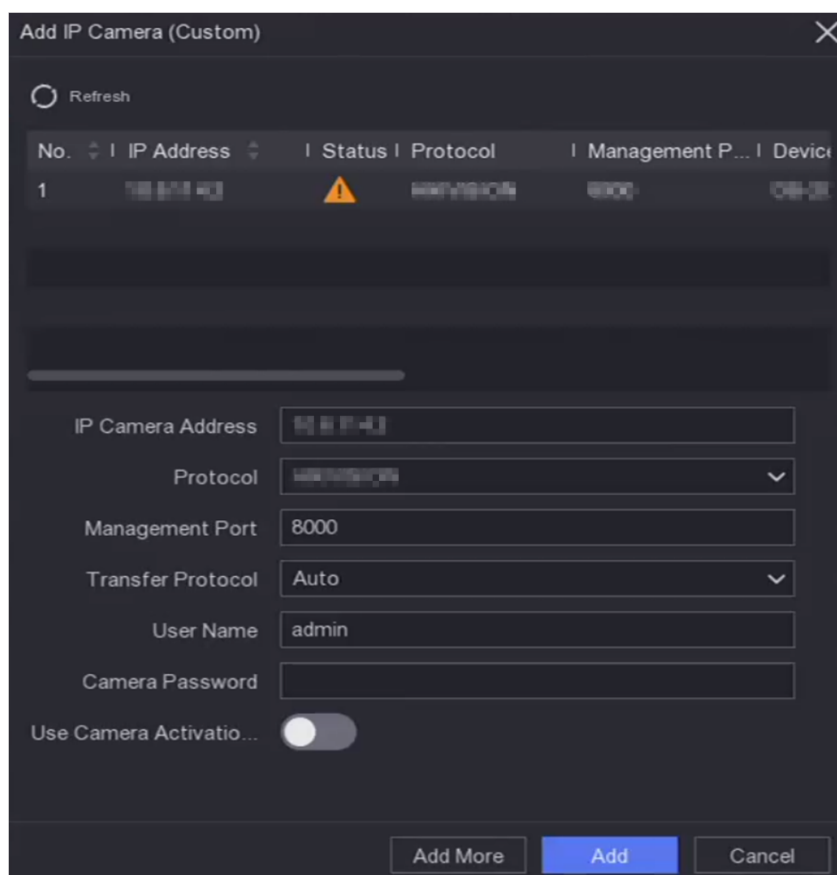 Add IP Camera (Custom)
Refresh
No. IP Address Status Protocol Management P... Device
1
IP Camera Address
Protocol
Management Port 8000
Transfer Protocol Auto
User Name admin
Camera Password
Use Camera Activatio...
Add More Add Cancel